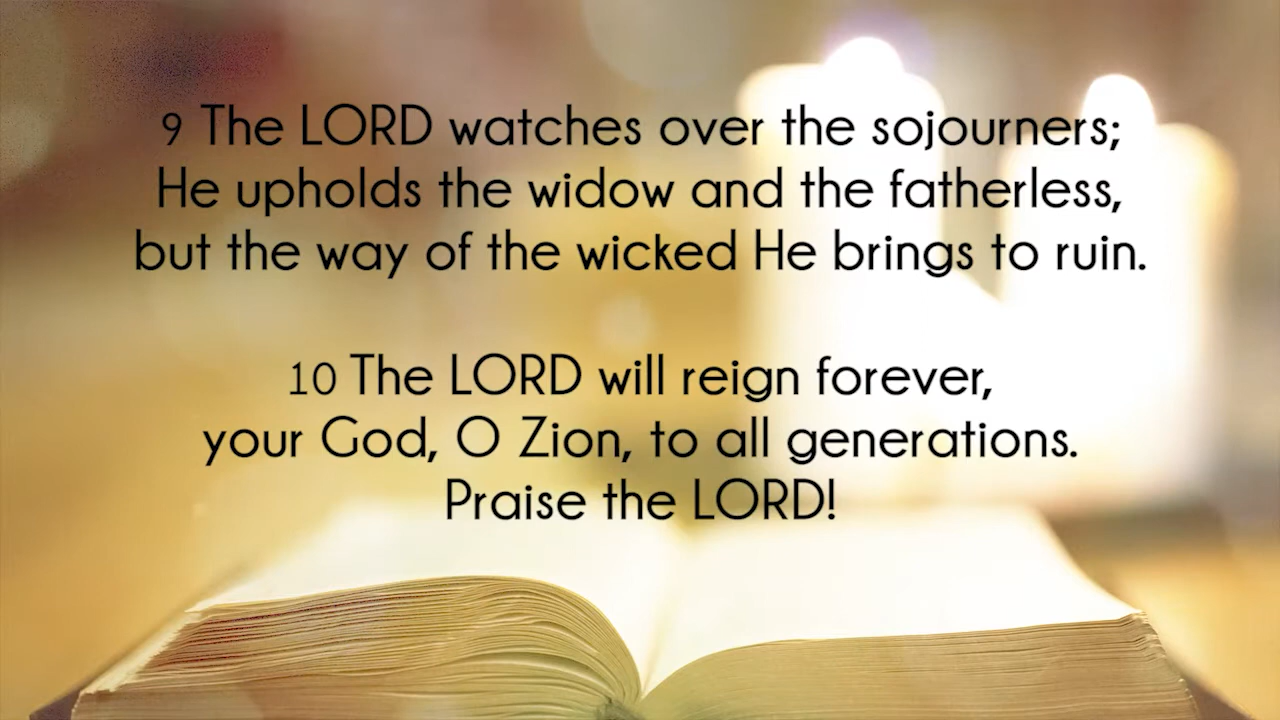 9 The LORD watches over the sojourners;
He upholds the widow and the fatherless,
but the way of the wicked He brings to ruin.
10 The LORD will reign forever,
your God, O Zion, to all generations.
Praise the LORD!